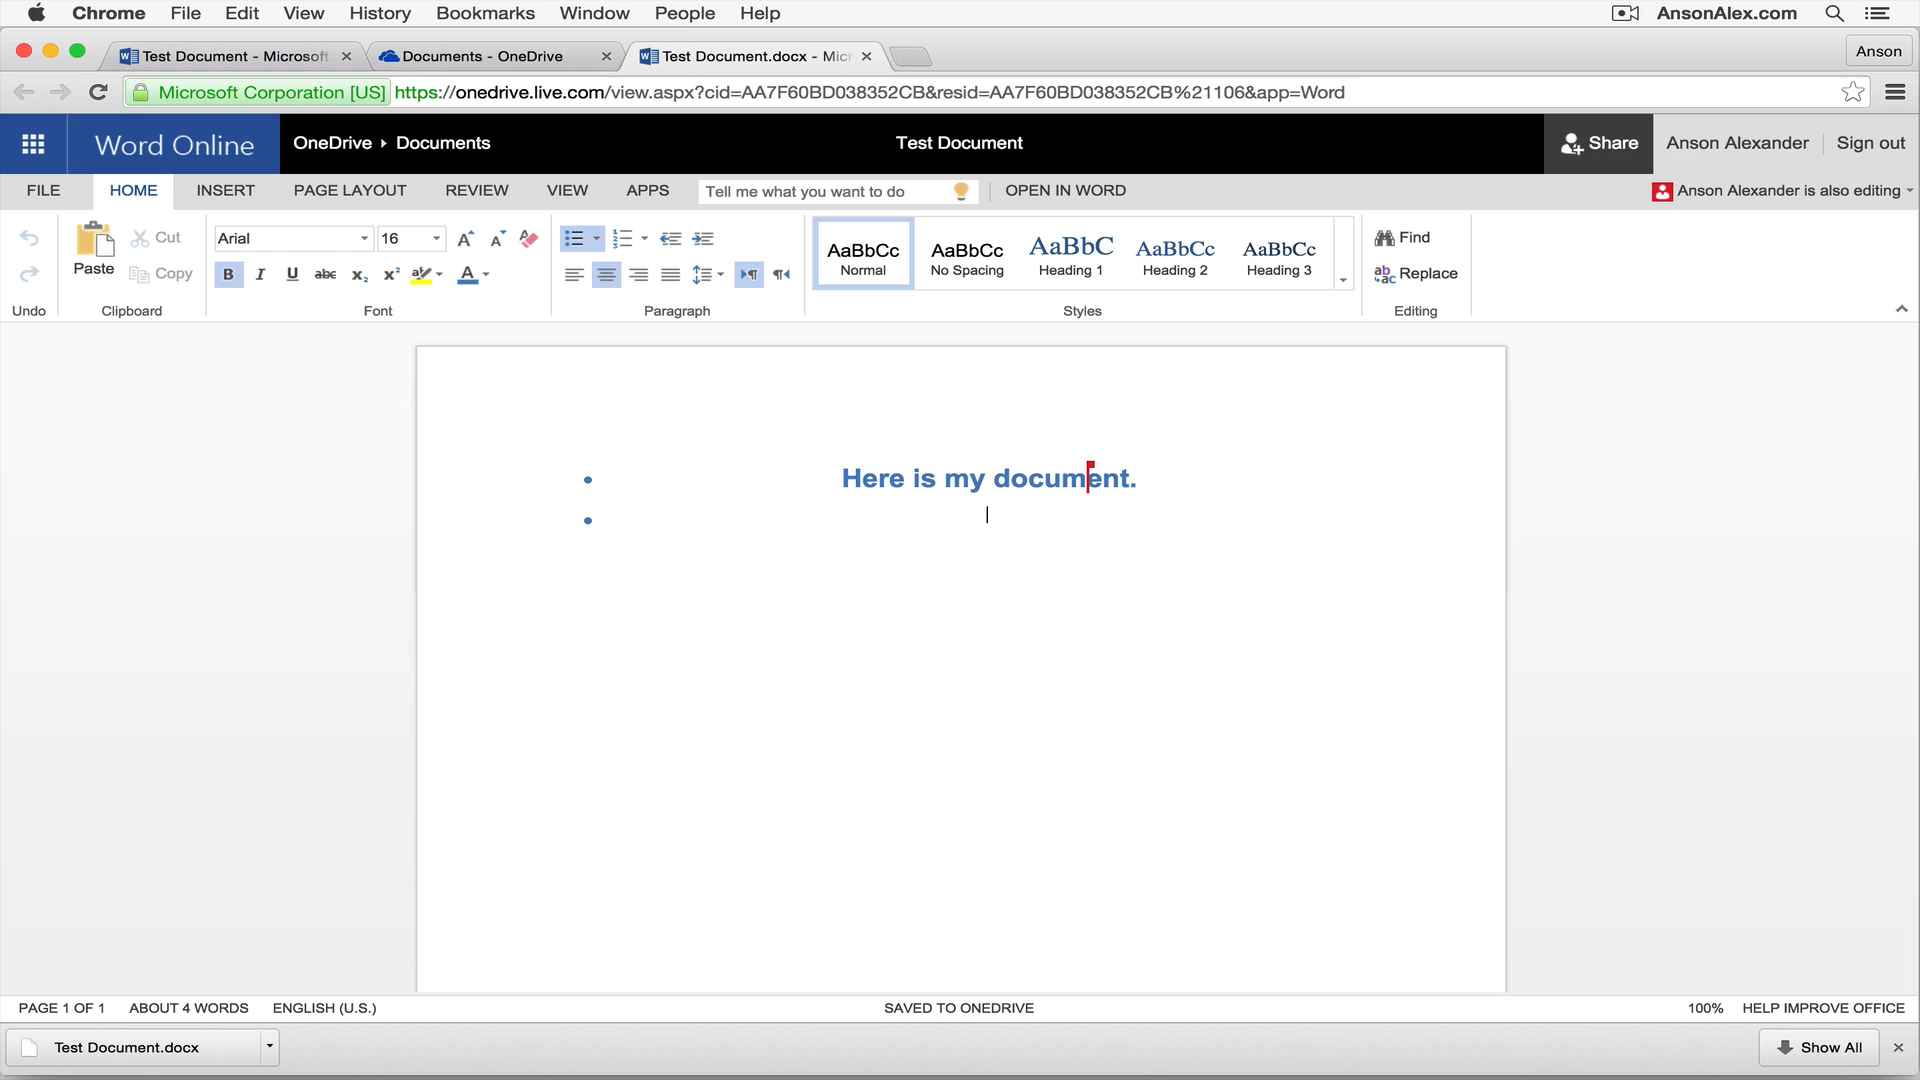 Chrome File Edit View History Bookmarks Window People Help AnsonAlex.com
Test Document - Microsoft Documents - OneDrive Test Document.docx - Mic Anson
Microsoft Corporation [US] https://onedrive.live.com/view.aspx?cid=AA7F60BD038352CB&resid=AA7F60BD038352CB%21106&app=Word
Word Online OneDrive Documents Test Document Share Anson Alexander Sign out
FILE HOME INSERT PAGE LAYOUT REVIEW VIEW APPS Tell me what you want to do OPEN IN WORD Anson Alexander is also editing
Cut Arial 16 Find
Paste AaBbCc AaBbCc AaBbC AaBbCc AaBbCc
Copy B I U abc x₂ x² A Normal No Spacing Heading 1 Heading 2 Heading 3 Replace
Undo Clipboard Font Paragraph Styles Editing
• Here is my document.
•
PAGE 1 OF 1 ABOUT 4 WORDS ENGLISH (U.S.) SAVED TO ONEDRIVE 100% HELP IMPROVE OFFICE
Test Document.docx Show All